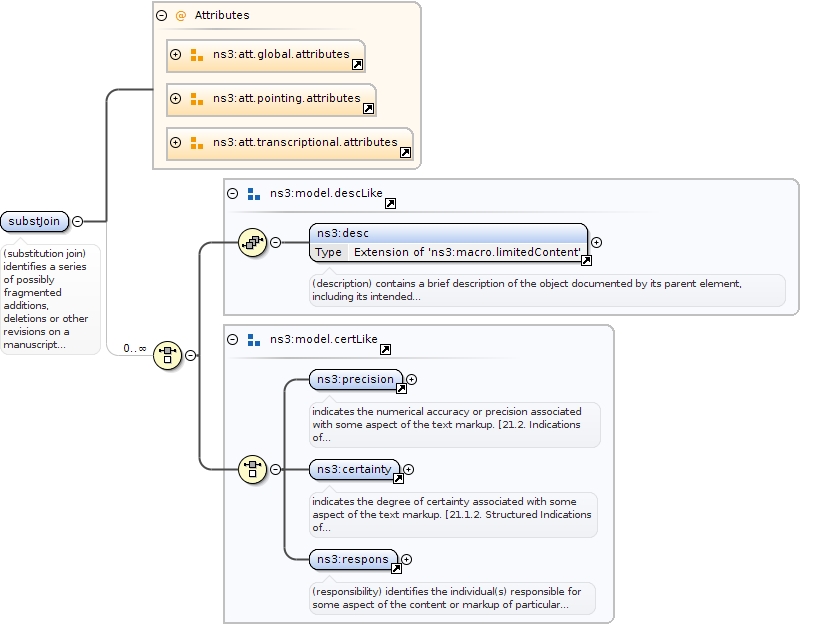 Attributes
ns3:att.global.attributes
ns3:att.pointing.attributes
ns3:att.transcriptional.attributes
substJoin
(substitution join)
identifies a series
of possibly
fragmented
additions,
deletions or other
revisions on a
manuscript...
0..∞
ns3:model.descLike
ns3:desc
Type Extension of 'ns3:macro.limitedContent'
(description) contains a brief description of the object documented by its parent element,
including its intended...
ns3:model.certLike
ns3:precision
indicates the numerical accuracy or precision associated
with some aspect of the text markup. [21.2. Indications
of...
ns3:certainty
indicates the degree of certainty associated with some
aspect of the text markup. [21.1.2. Structured Indications
of...
ns3:respons
(responsibility) identifies the individual(s) responsible for
some aspect of the content or markup of particular...